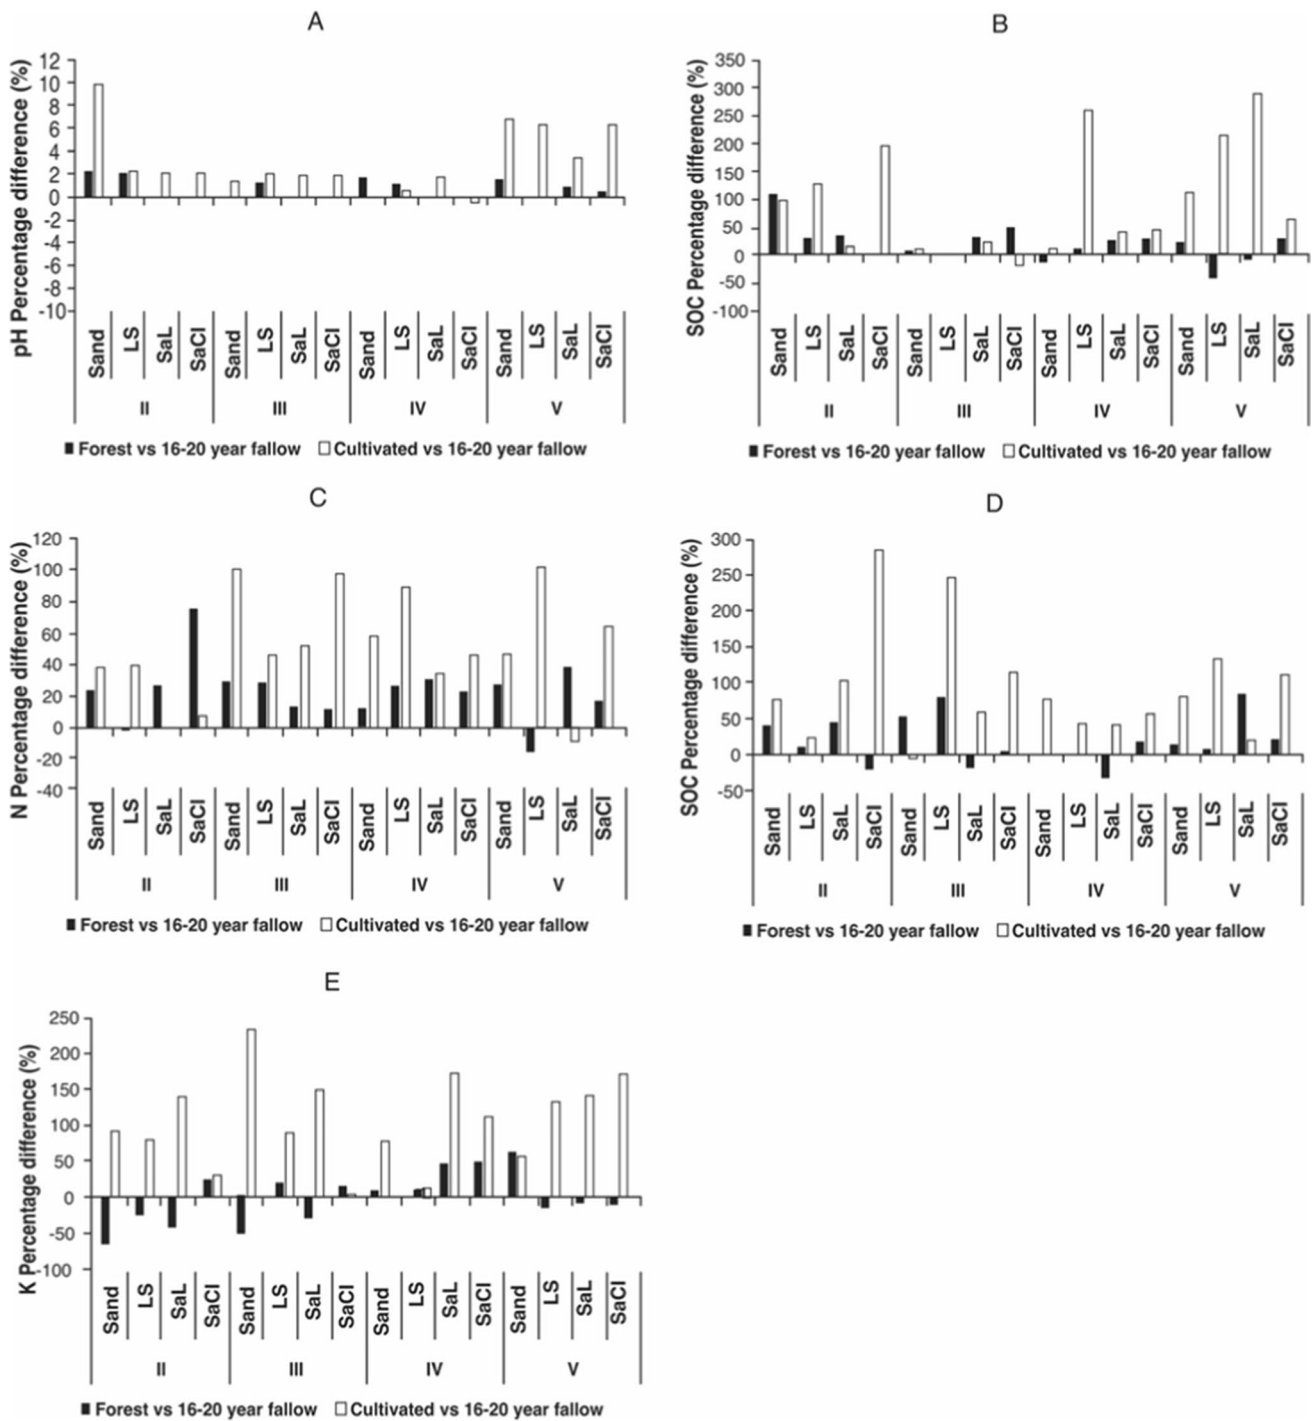 A
pH Percentage difference (%)
12
10
8
6
4
2
0
-2
-4
-6
-8
-10
Sand LS SaL SaCl Sand LS SaL SaCl Sand LS SaL SaCl Sand LS SaL SaCl
II III IV V
Forest vs 16-20 year fallow Cultivated vs 16-20 year fallow
B
SOC Percentage difference (%)
350
300
250
200
150
100
50
0
-50
-100
Sand LS SaL SaCl Sand LS SaL SaCl Sand LS SaL SaCl Sand LS SaL SaCl
II III IV V
Forest vs 16-20 year fallow Cultivated vs 16-20 year fallow
C
N Percentage difference (%)
120
100
80
60
40
20
0
-20
-40
Sand LS SaL SaCl Sand LS SaL SaCl Sand LS SaL SaCl Sand LS SaL SaCl
II III IV V
Forest vs 16-20 year fallow Cultivated vs 16-20 year fallow
D
SOC Percentage difference (%)
300
250
200
150
100
50
0
-50
Sand LS SaL SaCl Sand LS SaL SaCl Sand LS SaL SaCl Sand LS SaL SaCl
II III IV V
Forest vs 16-20 year fallow Cultivated vs 16-20 year fallow
E
K Percentage difference (%)
250
200
150
100
50
0
-50
-100
Sand LS SaL SaCl Sand LS SaL SaCl Sand LS SaL SaCl Sand LS SaL SaCl
II III IV V
Forest vs 16-20 year fallow Cultivated vs 16-20 year fallow